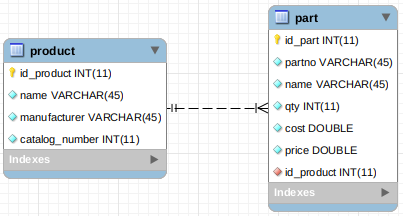 product
id_product INT(11)
name VARCHAR(45)
manufacturer VARCHAR(45)
catalog_number INT(11)
Indexes
part
id_part INT(11)
partno VARCHAR(45)
name VARCHAR(45)
qty INT(11)
cost DOUBLE
price DOUBLE
id_product INT(11)
Indexes